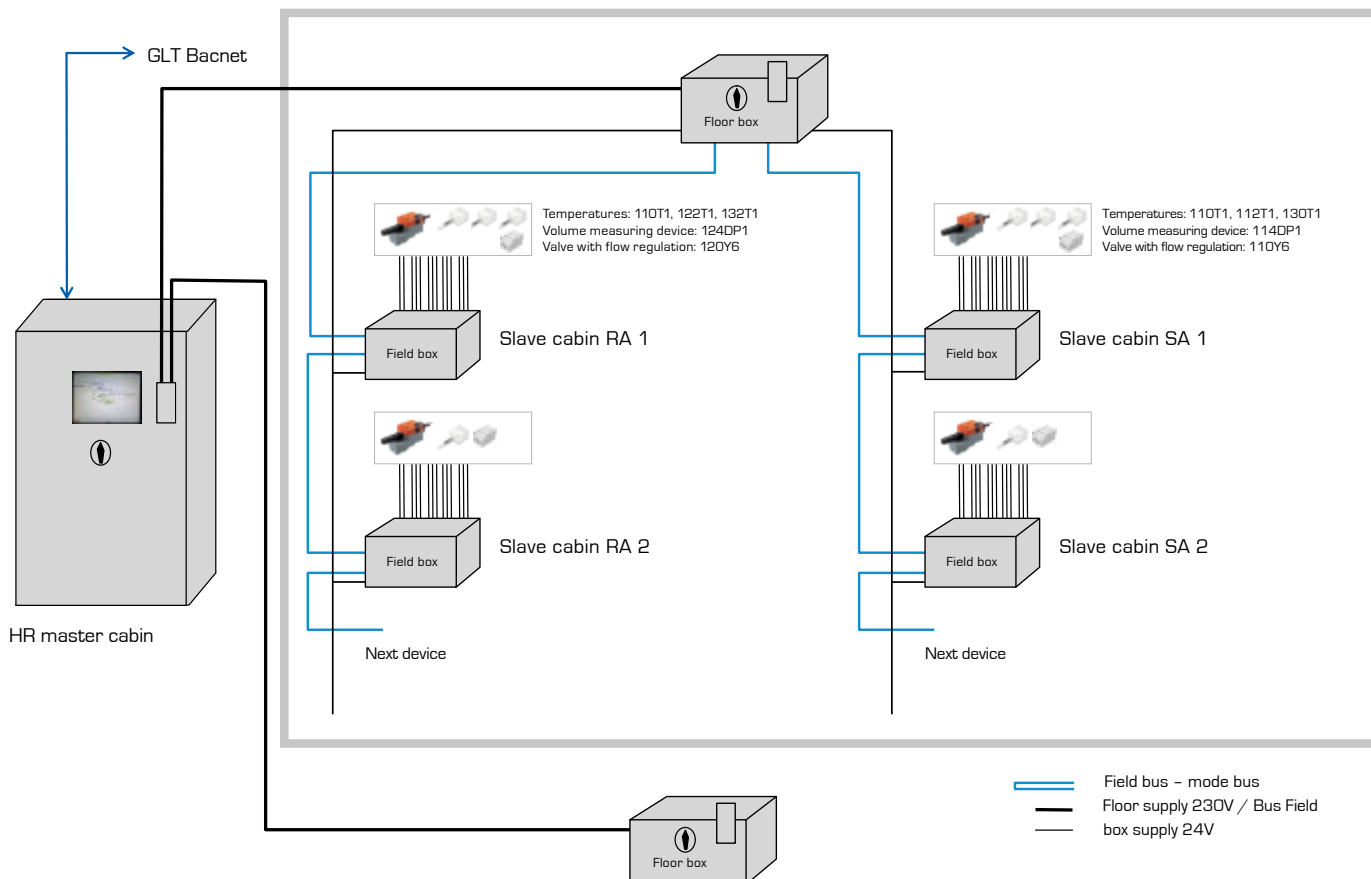 GLT Bacnet
Floor box
Temperatures: 110T1, 122T1, 132T1
Volume measuring device: 124DP1
Valve with flow regulation: 120Y6
Temperatures: 110T1, 112T1, 130T1
Volume measuring device: 114DP1
Valve with flow regulation: 110Y6
Field box
Slave cabin RA 1
Field box
Slave cabin SA 1
Field box
Slave cabin RA 2
Field box
Slave cabin SA 2
HR master cabin
Next device
Next device
Field bus – mode bus
Floor supply 230V / Bus Field
box supply 24V
Floor box